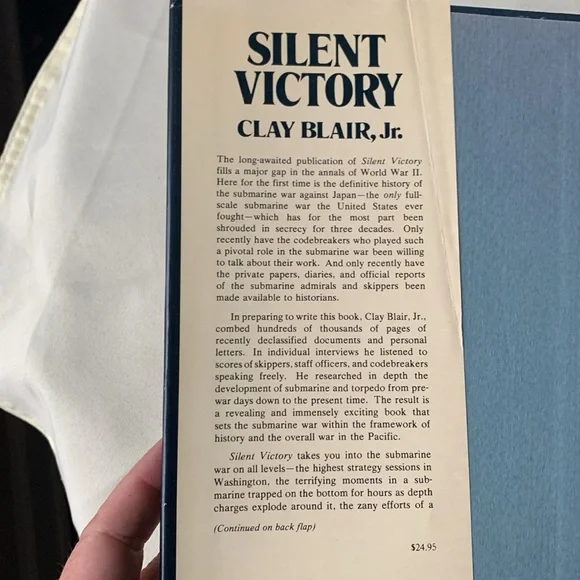 SILENT
VICTORY
CLAY BLAIR, Jr.
The long-awaited publication of Silent Victory
fills a major gap in the annals of World War II.
Here for the first time is the definitive history of
the submarine war against Japan—the only full-
scale submarine war the United States ever
fought—which has for the most part been
shrouded in secrecy for three decades. Only
recently have the codebreakers who played such
a pivotal role in the submarine war been willing
to talk about their work. And only recently have
the private papers, diaries, and official reports
of the submarine admirals and skippers been
made available to historians.
In preparing to write this book, Clay Blair, Jr.,
combed hundreds of thousands of pages of
recently declassified documents and personal
letters. In individual interviews he listened to
scores of skippers, staff officers, and codebreakers
speaking freely. He researched in depth the
development of submarine and torpedo from pre-
war days down to the present time. The result is
a revealing and immensely exciting book that
sets the submarine war within the framework of
history and the overall war in the Pacific.
Silent Victory takes you into the submarine
war on all levels—the highest strategy sessions in
Washington, the terrifying moments in a sub-
marine trapped on the bottom for hours as depth
charges explode around it, the zany efforts of a
(Continued on back flap)
$24.95